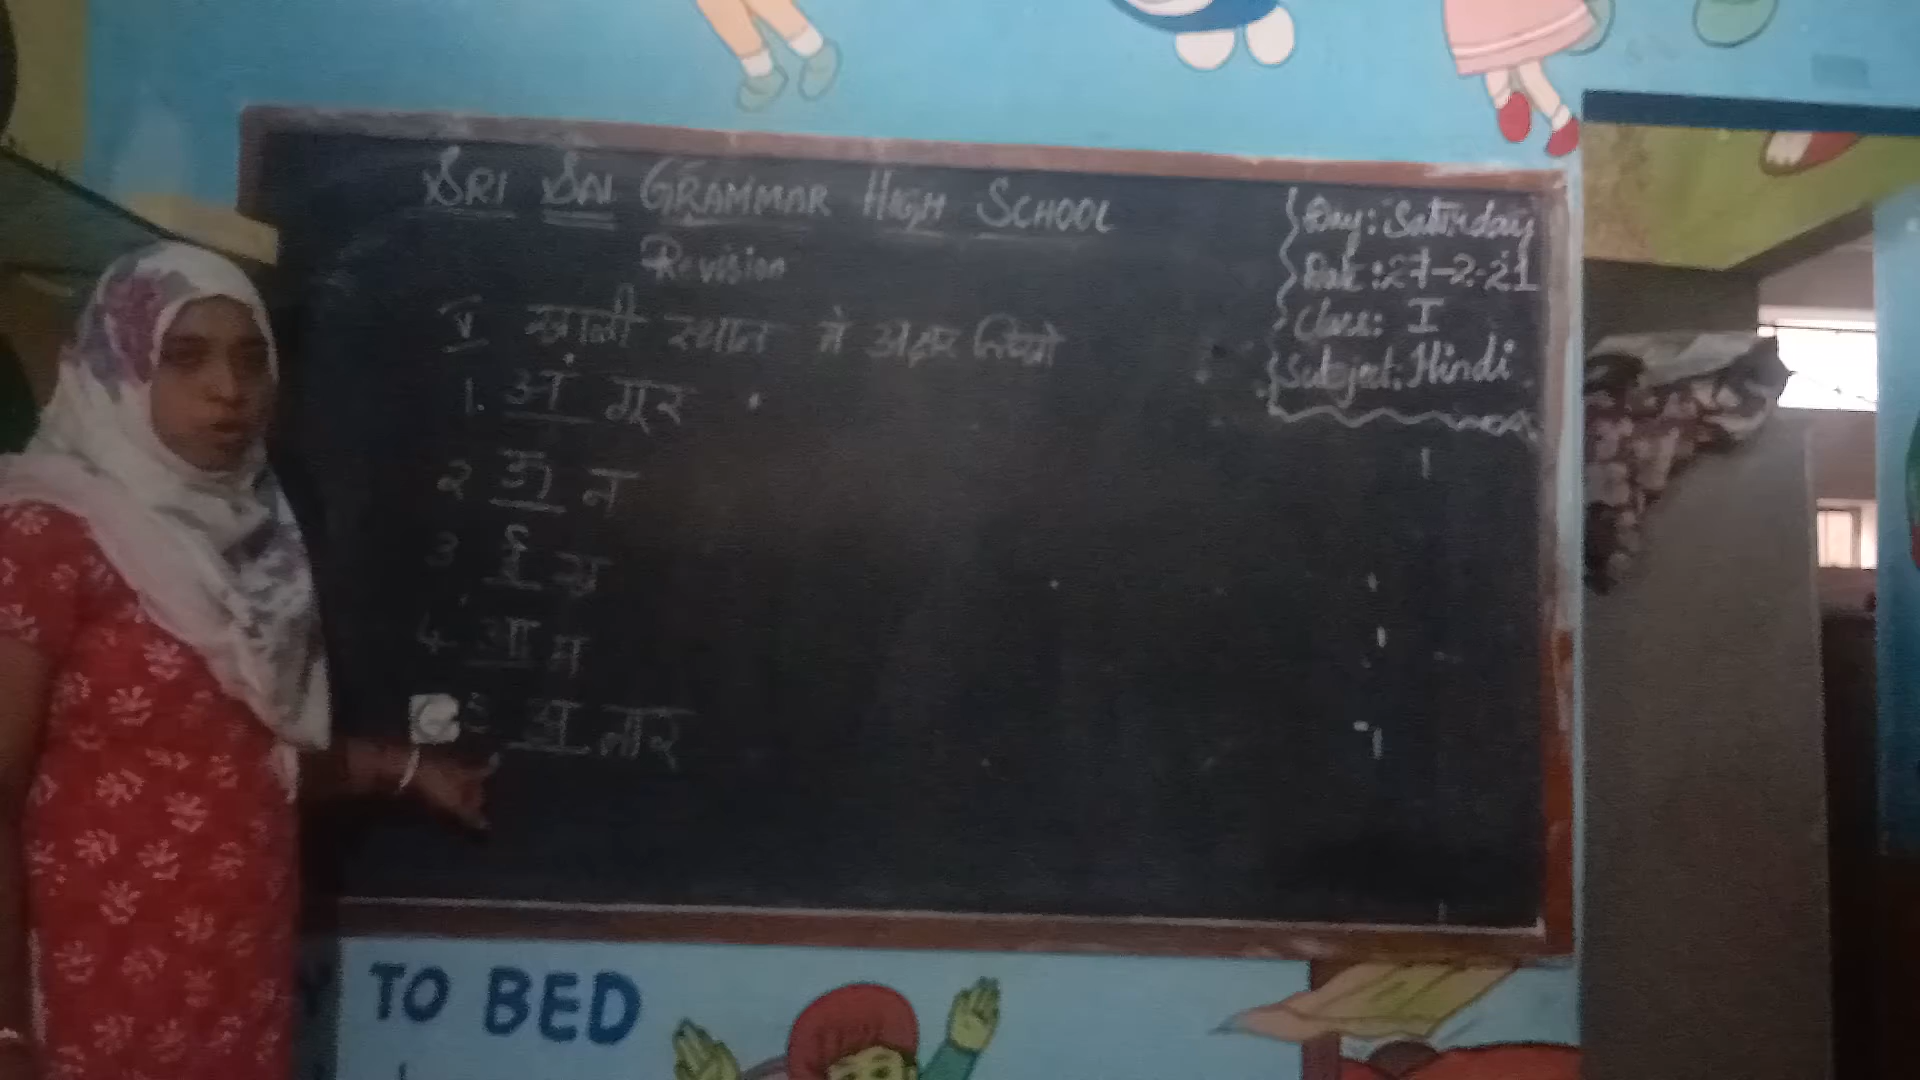 SRI SAI GRAMMAR HIGH SCHOOL
Revision
V खाली स्थान में अक्षर लिखो
1. अं गूर
2 ऊ न
3 ई ख
4. आ म
5 अ नार
Day: Saturday
Date: 27-2-21
Class: I
Subject: Hindi
TO BED